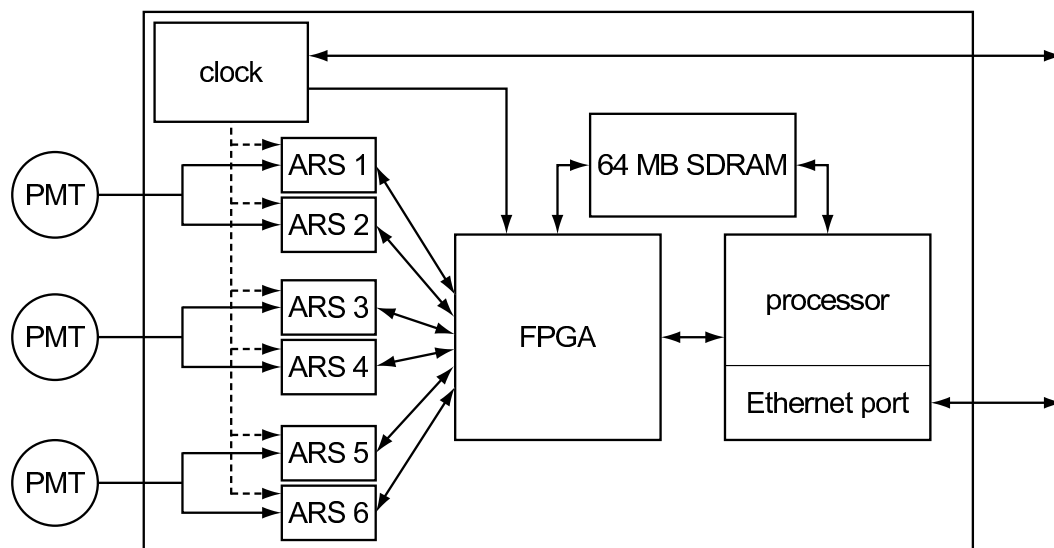 clock
64 MB SDRAM
PMT
ARS 1
ARS 2
PMT
ARS 3
ARS 4
FPGA
processor
Ethernet port
PMT
ARS 5
ARS 6